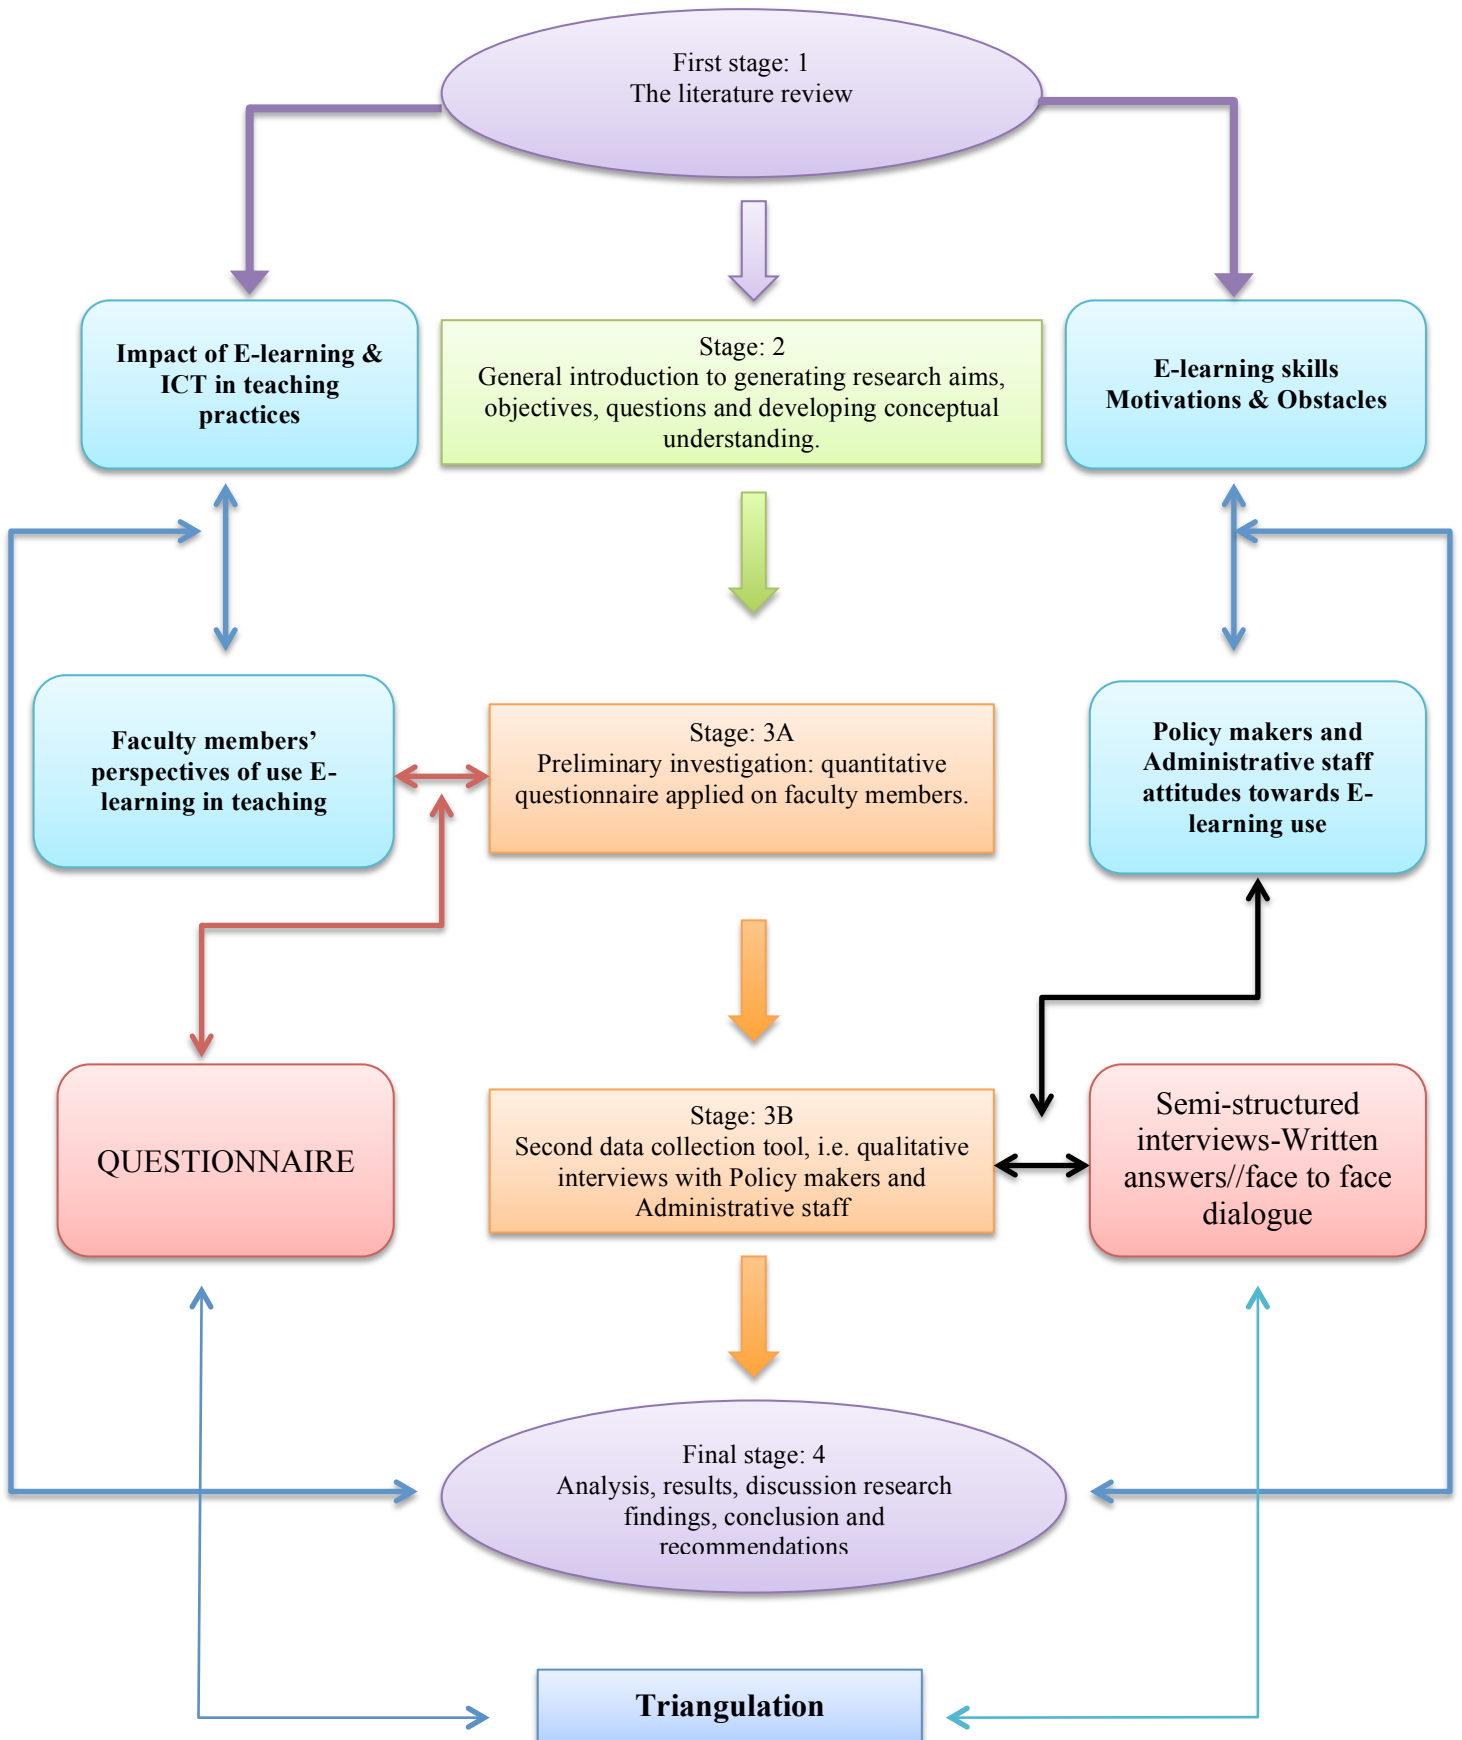 First stage: 1
The literature review
Impact of E-learning &
ICT in teaching
practices
Stage: 2
General introduction to generating research aims,
objectives, questions and developing conceptual
understanding.
E-learning skills
Motivations & Obstacles
Faculty members’
perspectives of use E-
learning in teaching
Stage: 3A
Preliminary investigation: quantitative
questionnaire applied on faculty members.
Policy makers and
Administrative staff
attitudes towards E-
learning use
QUESTIONNAIRE
Stage: 3B
Second data collection tool, i.e. qualitative
interviews with Policy makers and
Administrative staff
Semi-structured
interviews-Written
answers//face to face
dialogue
Final stage: 4
Analysis, results, discussion research
findings, conclusion and
recommendations
Triangulation